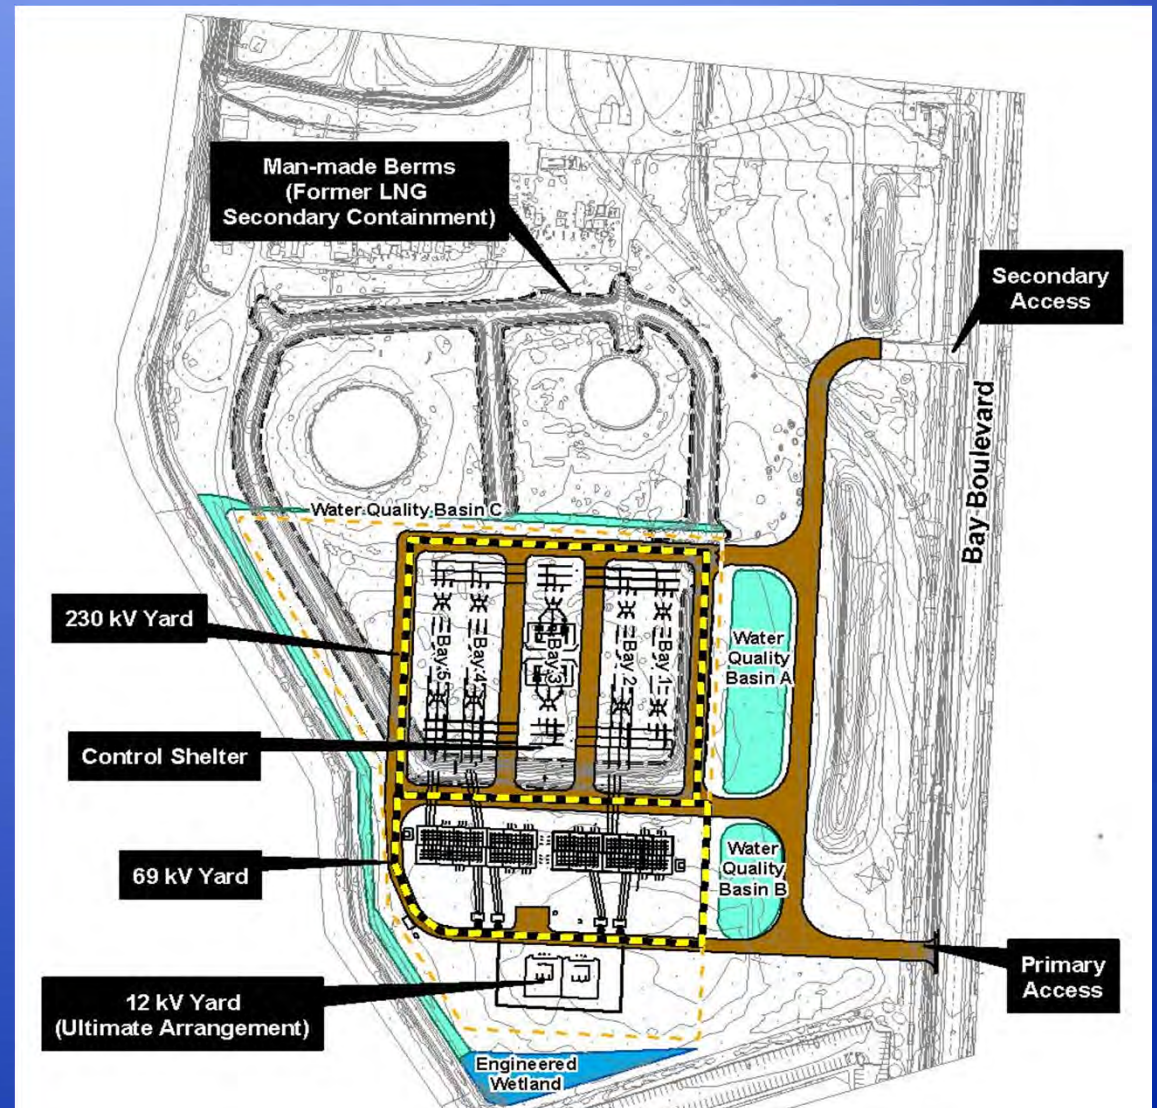 Man-made Berms
(Former LNG
Secondary Containment)
Secondary
Access
Bay Boulevard
Water Quality Basin C
230 kV Yard
Bay 5
Bay 4
Bay 3
Bay 2
Bay 1
Water
Quality
Basin A
Control Shelter
69 kV Yard
Water
Quality
Basin B
12 kV Yard
(Ultimate Arrangement)
Primary
Access
Engineered
Wetland